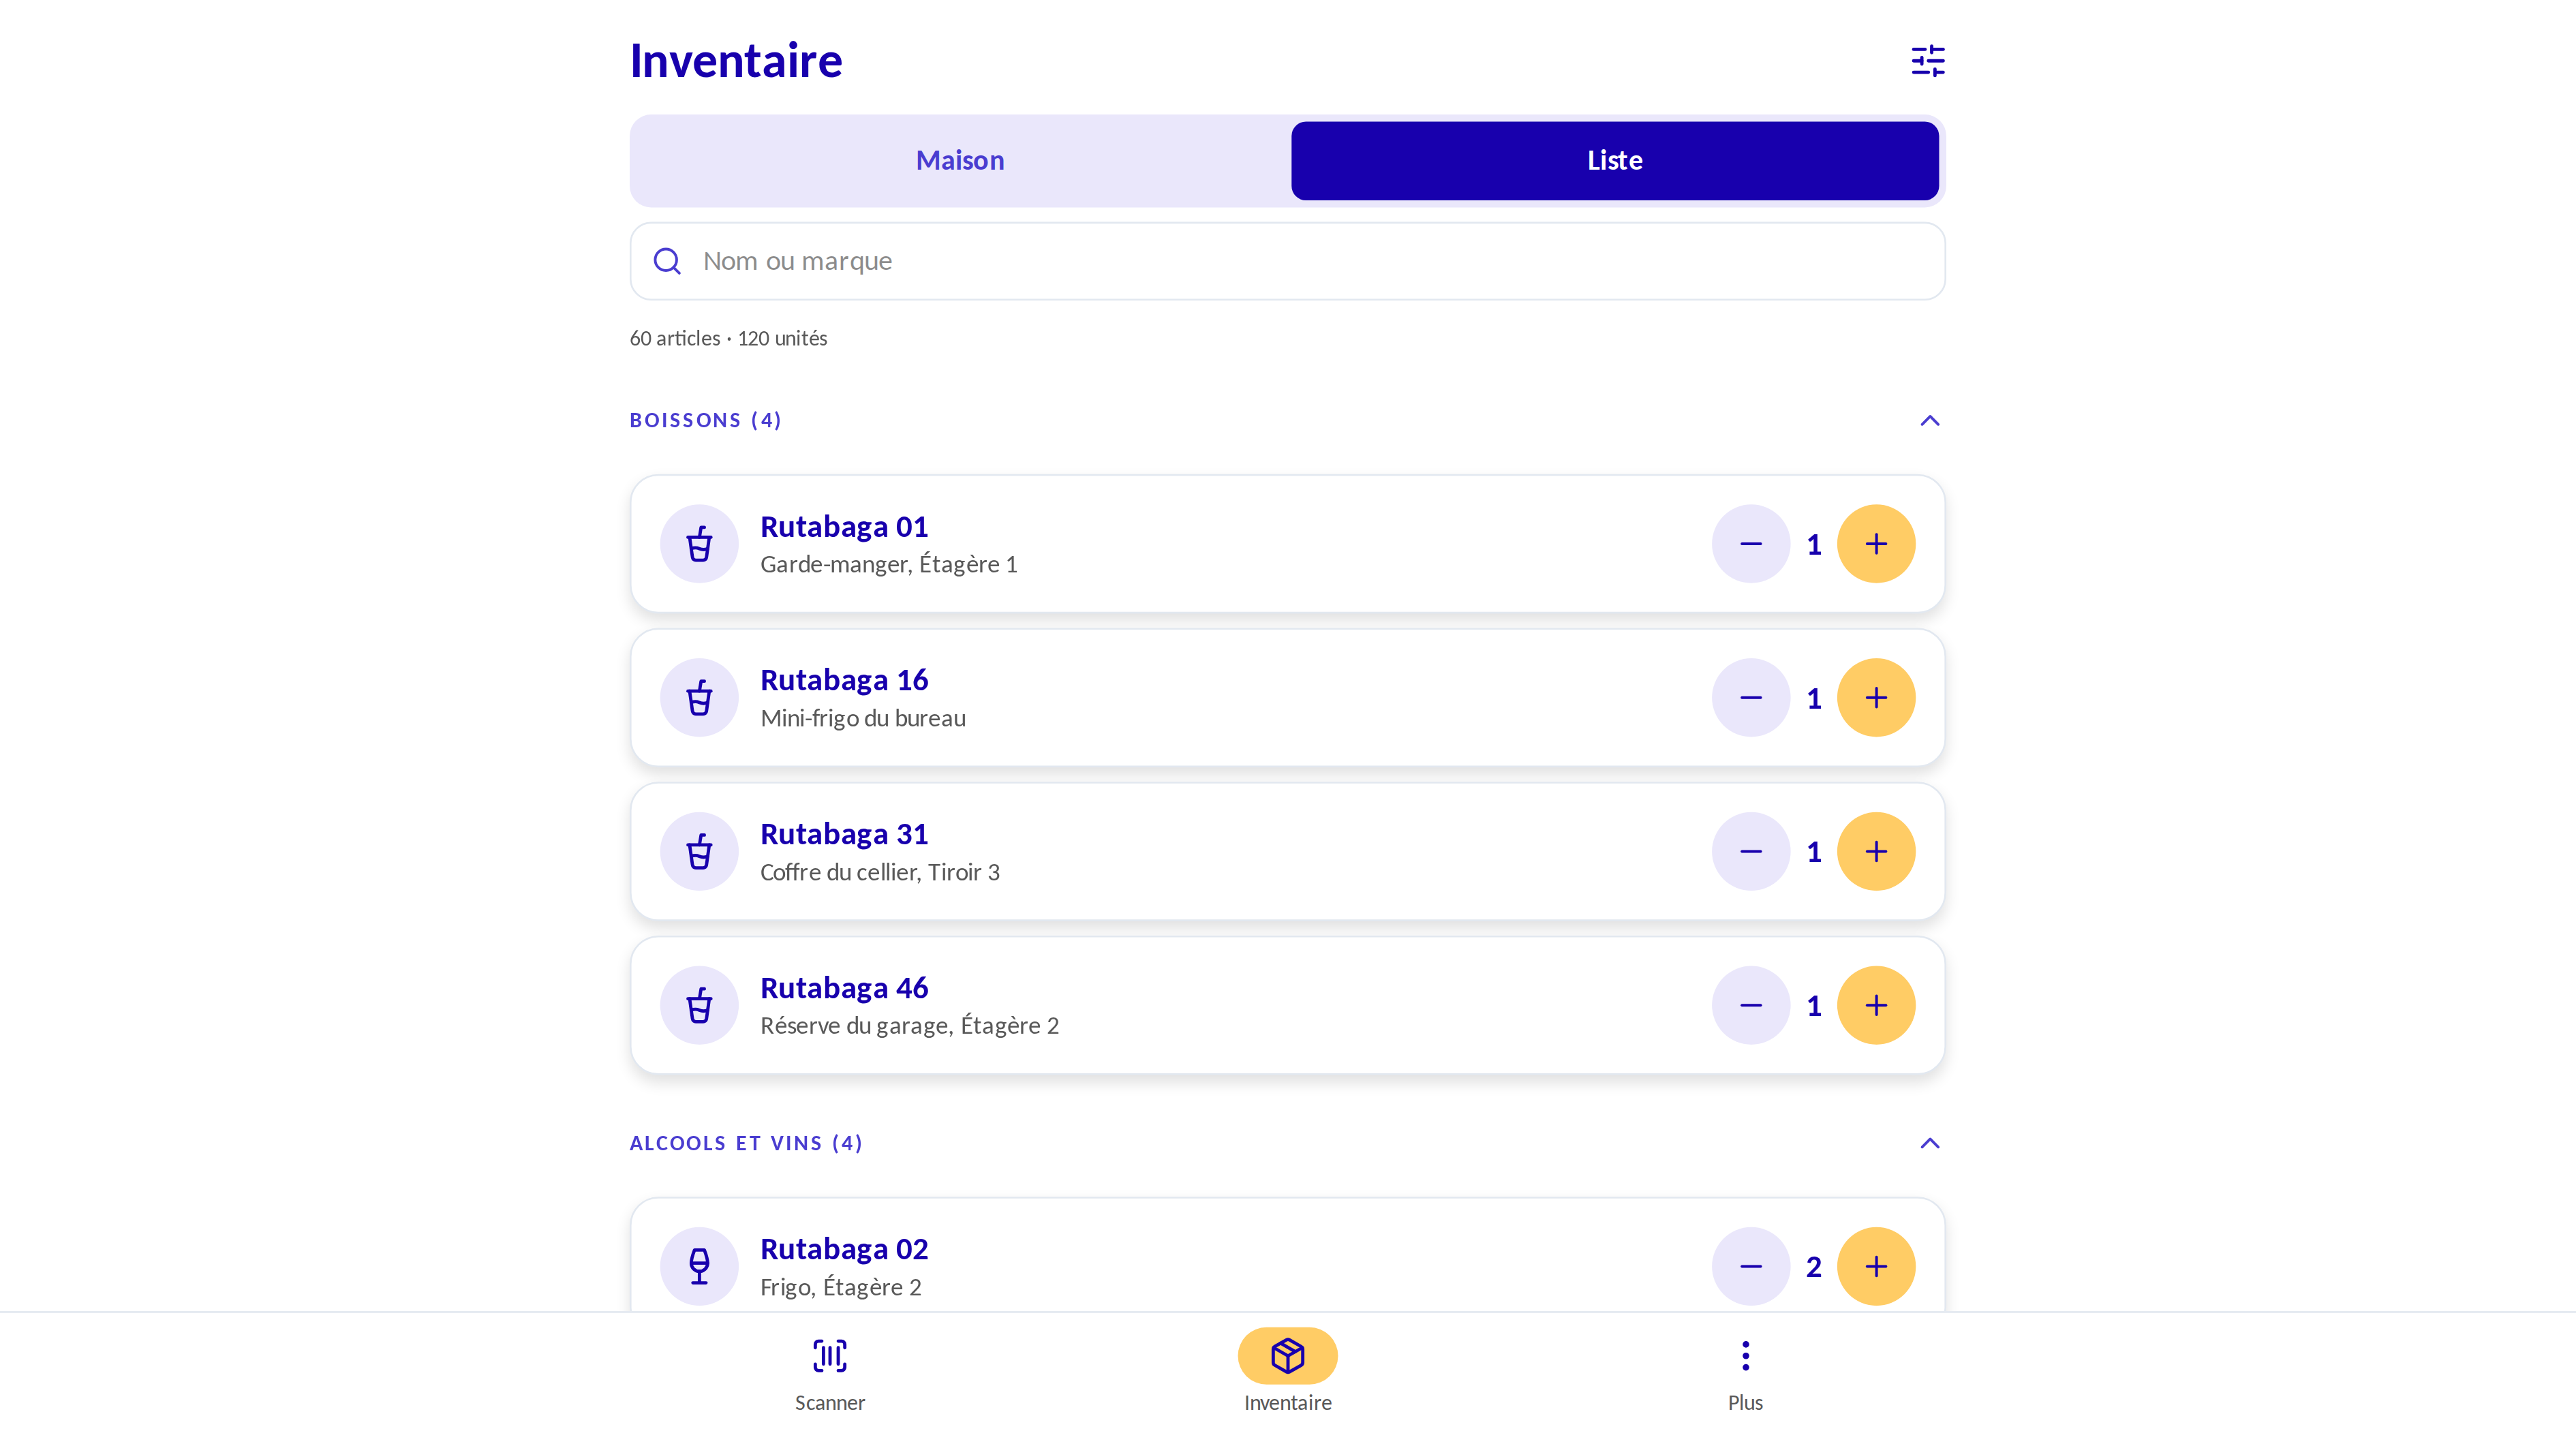 Inventaire
Maison
Liste
Nom ou marque
60 articles · 120 unités
BOISSONS (4)
Rutabaga 01
Garde-manger, Étagère 1
1
Rutabaga 16
Mini-frigo du bureau
1
Rutabaga 31
Coffre du cellier, Tiroir 3
1
Rutabaga 46
Réserve du garage, Étagère 2
1
ALCOOLS ET VINS (4)
Rutabaga 02
Frigo, Étagère 2
2
Scanner
Inventaire
Plus